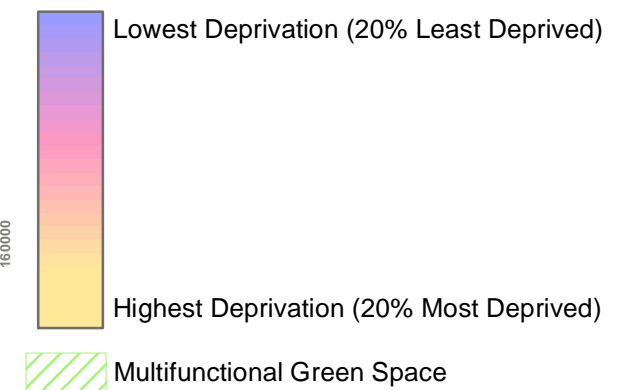 Lowest Deprivation (20% Least Deprived)
160000
Highest Deprivation (20% Most Deprived)
Multifunctional Green Space